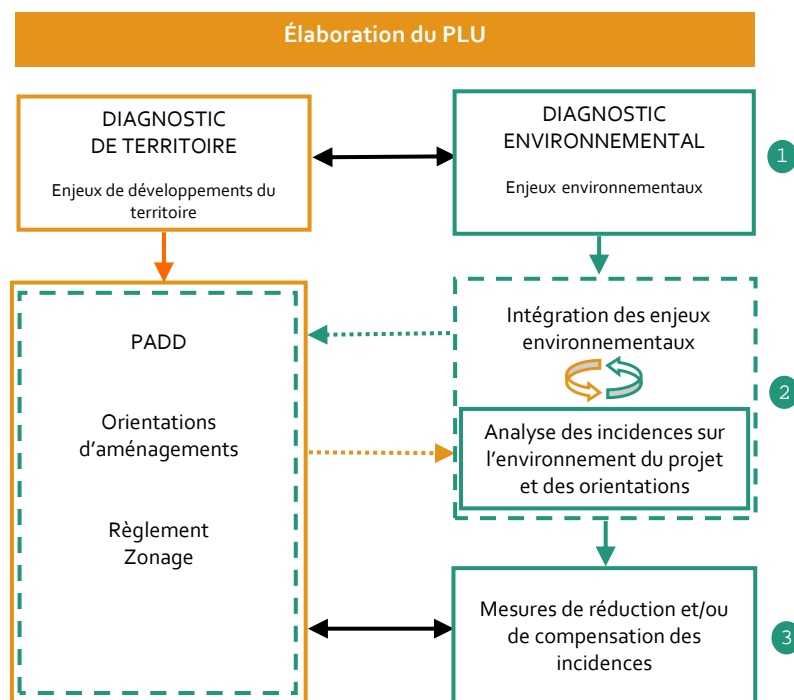 Élaboration du PLU
DIAGNOSTIC
DE TERRITOIRE
Enjeux de développements du
territoire
DIAGNOSTIC
ENVIRONNEMENTAL
Enjeux environnementaux
1
PADD
Orientations
d’aménagements
Règlement
Zonage
Intégration des enjeux
environnementaux
Analyse des incidences sur
l’environnement du projet
et des orientations
2
Mesures de réduction et/ou
de compensation des
incidences
3